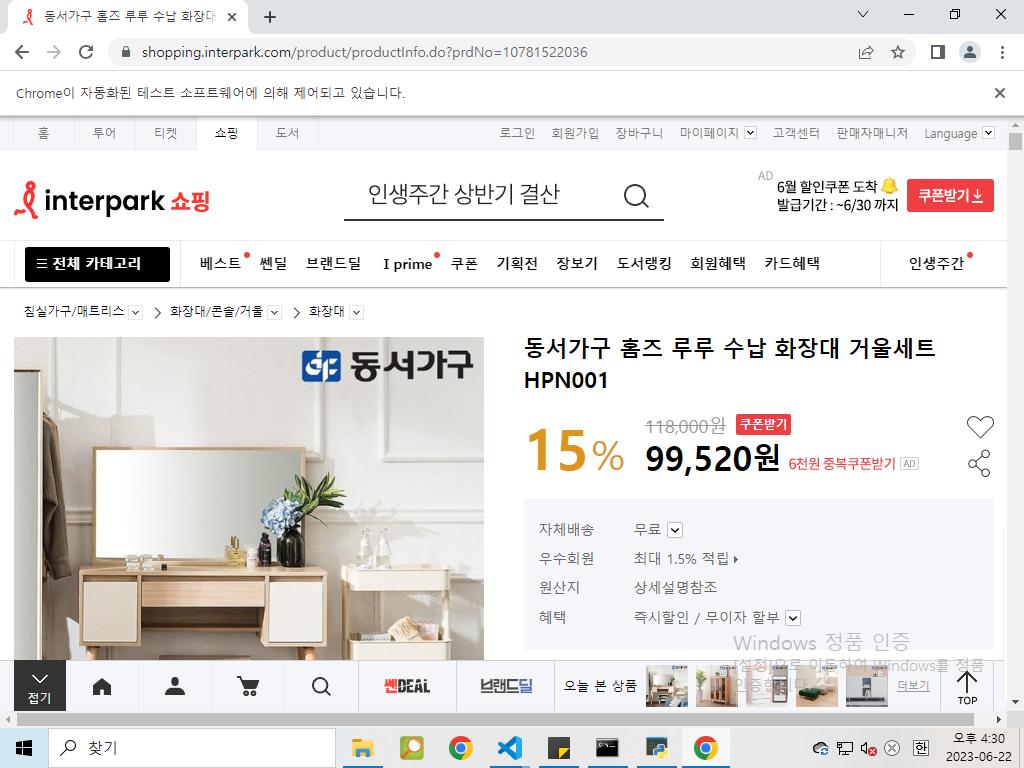 동서가구 홈즈 루루 수납 화장대
shopping.interpark.com/product/productInfo.do?prdNo=10781522036
Chrome이 자동화된 테스트 소프트웨어에 의해 제어되고 있습니다.
홈 투어 티켓 쇼핑 도서 로그인 회원가입 장바구니 마이페이지 고객센터 판매자매니저 Language
interpark 쇼핑
인생주간 상반기 결산
AD
6월 할인쿠폰 도착
발급기간 : ~6/30 까지
쿠폰받기
전체 카테고리 베스트 쎈딜 브랜드딜 I prime 쿠폰 기획전 장보기 도서랭킹 회원혜택 카드혜택 인생주간
침실가구/매트리스 화장대/콘솔/거울 화장대
동서가구
동서가구 홈즈 루루 수납 화장대 거울세트
HPN001
15%
118,000원 쿠폰받기
99,520원 6천원 중복쿠폰받기 AD
자체배송 무료
우수회원 최대 1.5% 적립
원산지 상세설명참조
혜택 즉시할인 / 무이자 할부
Windows 정품 인증
[설정]으로 이동하여 Windows를 정품
인증합니다.
접기
쎈DEAL
브랜드딜
오늘 본 상품
더보기
TOP
찾기
한
오후 4:30
2023-06-22